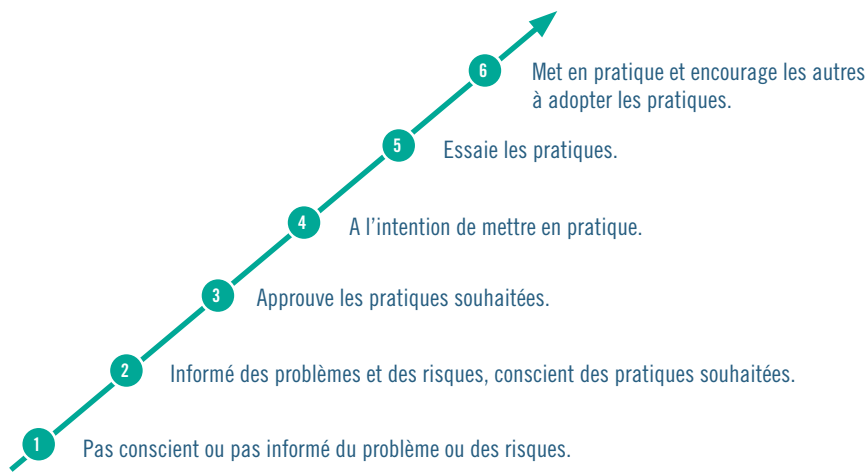 6 Met en pratique et encourage les autres
à adopter les pratiques.
5 Essaie les pratiques.
4 A l’intention de mettre en pratique.
3 Approuve les pratiques souhaitées.
2 Informé des problèmes et des risques, conscient des pratiques souhaitées.
1 Pas conscient ou pas informé du problème ou des risques.